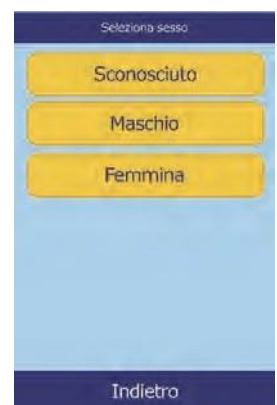 Seleziona sesso
Sconosciuto
Maschio
Femmina
Indietro